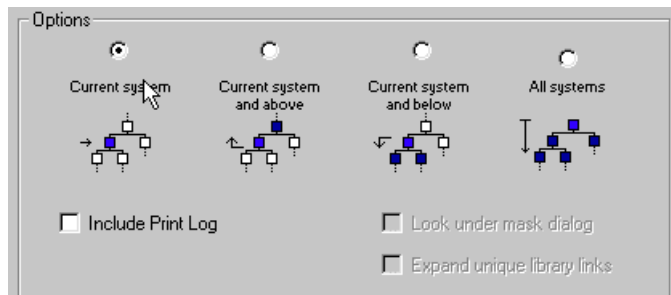 Options
Current system
Current system
and above
Current system
and below
All systems
Include Print Log
Look under mask dialog
Expand unique library links